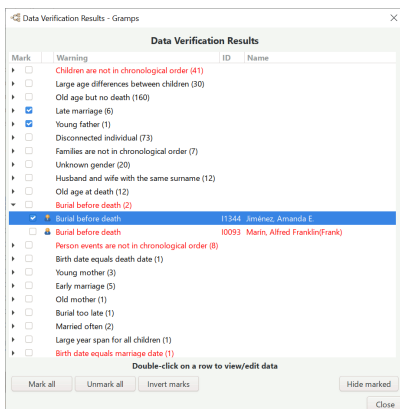 Data Verification Results - Gramps
Data Verification Results
Mark Warning ID Name
Children are not in chronological order (41)
Large age differences between children (30)
Old age but no death (160)
Late marriage (6)
Young father (1)
Disconnected individual (73)
Families are not in chronological order (7)
Unknown gender (20)
Husband and wife with the same surname (12)
Old age at death (12)
Burial before death (2)
Burial before death I1344 Jiménez, Amanda E.
Burial before death I0093 Marín, Alfred Franklin(Frank)
Person events are not in chronological order (8)
Birth date equals death date (1)
Young mother (3)
Early marriage (5)
Old mother (1)
Burial too late (1)
Married often (2)
Large year span for all children (1)
Birth date equals marriage date (1)
Double-click on a row to view/edit data
Mark all Unmark all Invert marks Hide marked
Close